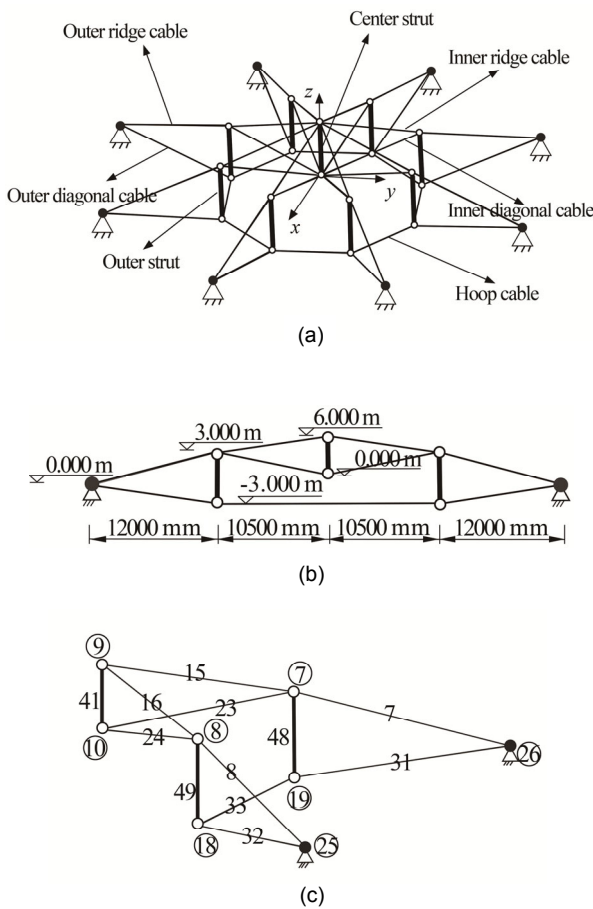 Center strut
Outer ridge cable
Inner ridge cable
z
Outer diagonal cable
y
Inner diagonal cable
x
Outer strut
Hoop cable
(a)
6.000 m
3.000 m
0.000 m
0.000 m
-3.000 m
12000 mm
10500 mm
10500 mm
12000 mm
(b)
9
15
7
41
16
23
7
8
10
24
48
31
26
8
49
33
19
18
32
25
(c)